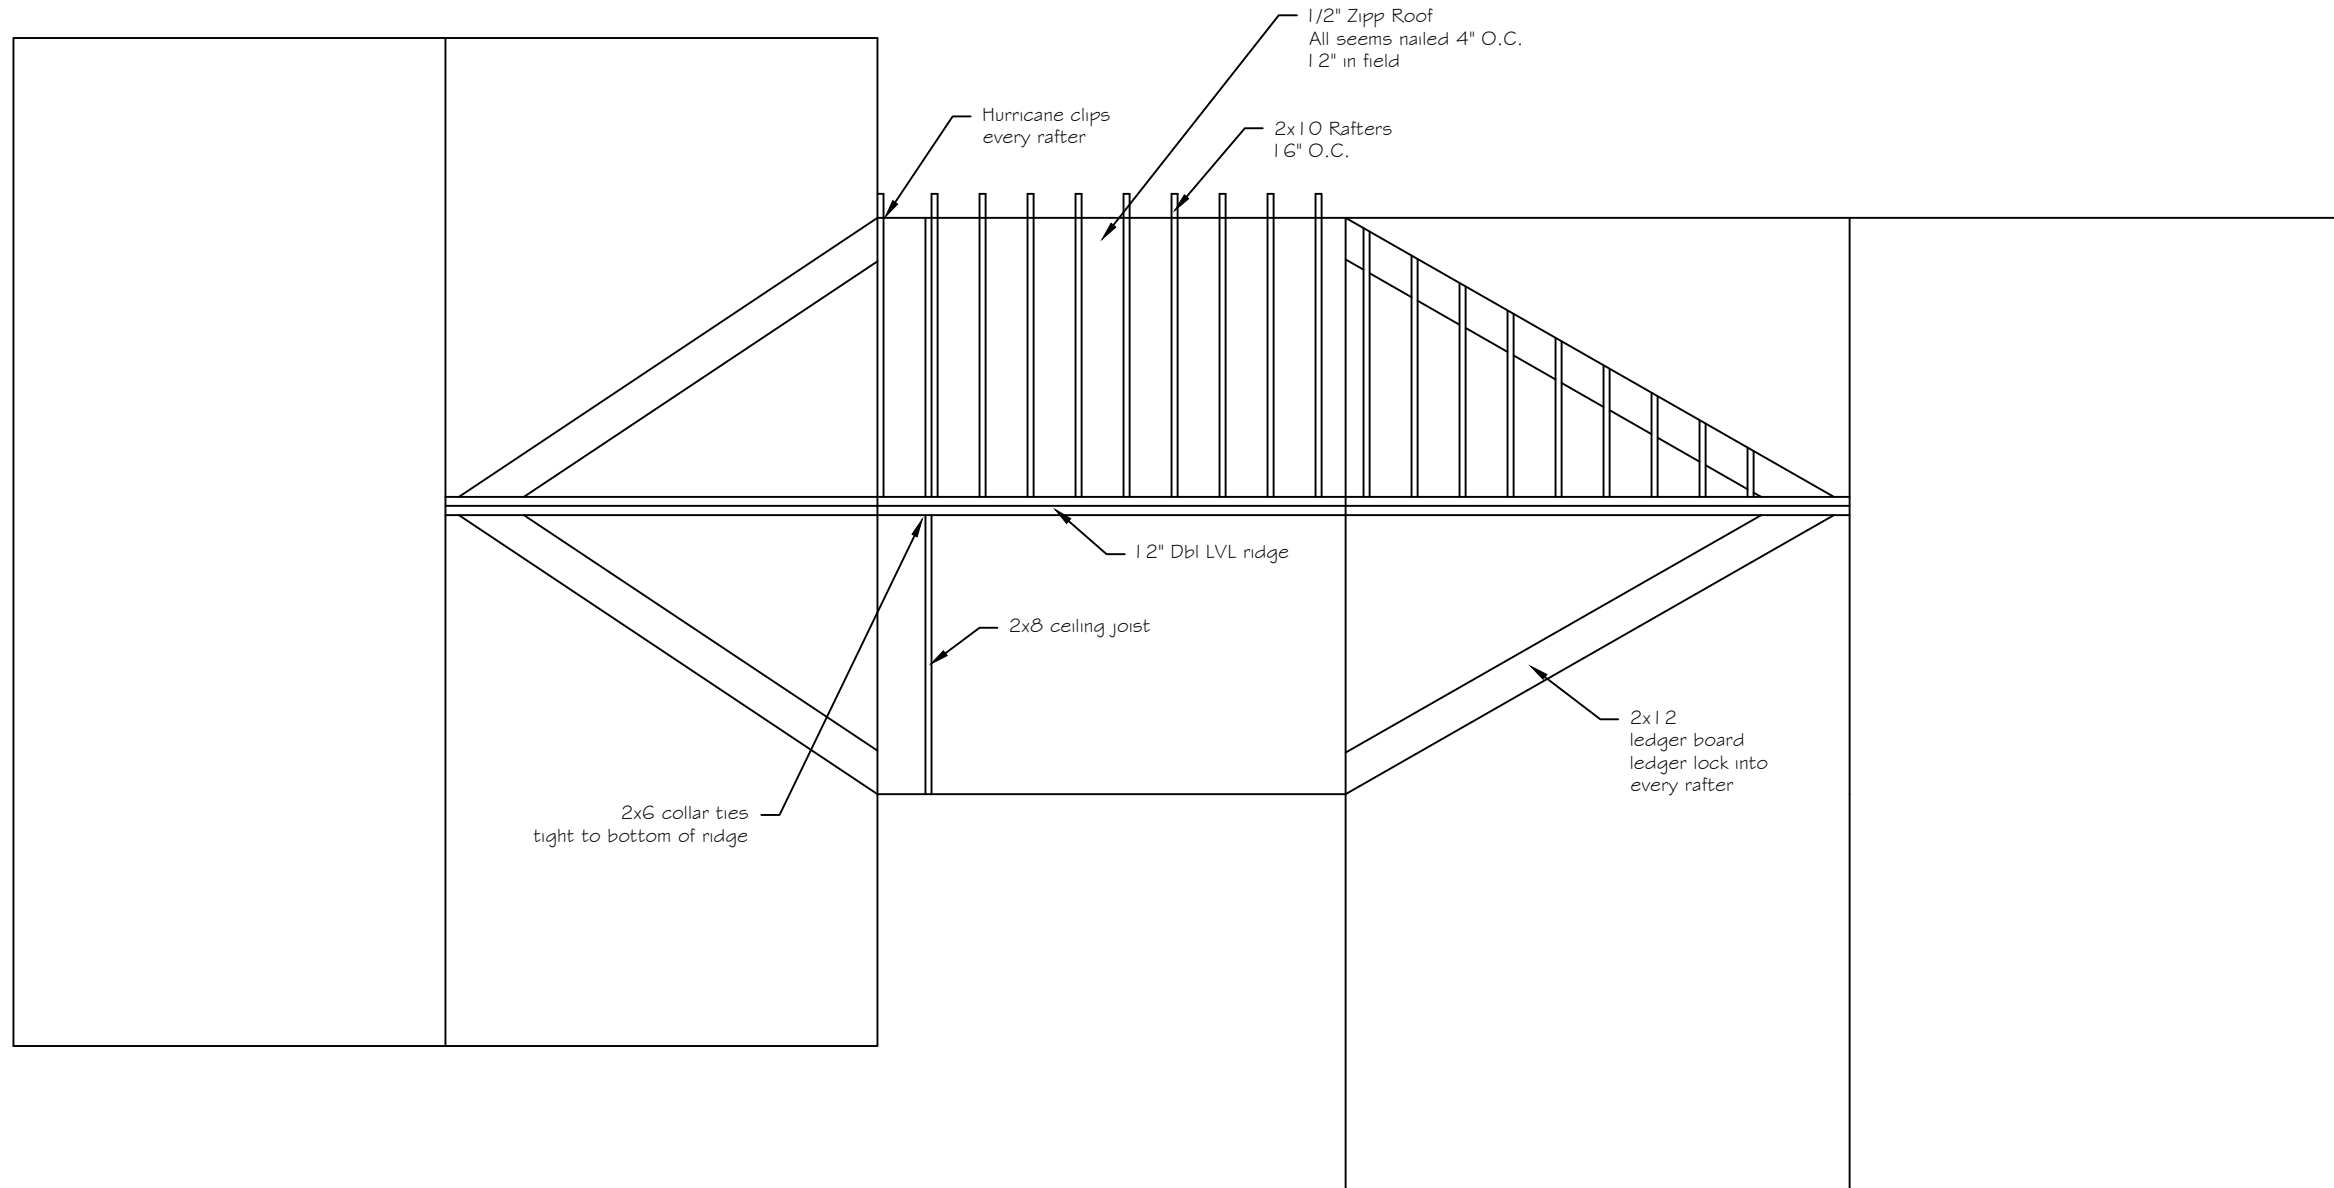 1/2" Zipp Roof
All seems nailed 4" O.C.
12" in field
Hurricane clips
every rafter
2x10 Rafters
16" O.C.
12" Dbl LVL ridge
2x8 ceiling joist
2x12
ledger board
ledger lock into
every rafter
2x6 collar ties
tight to bottom of ridge